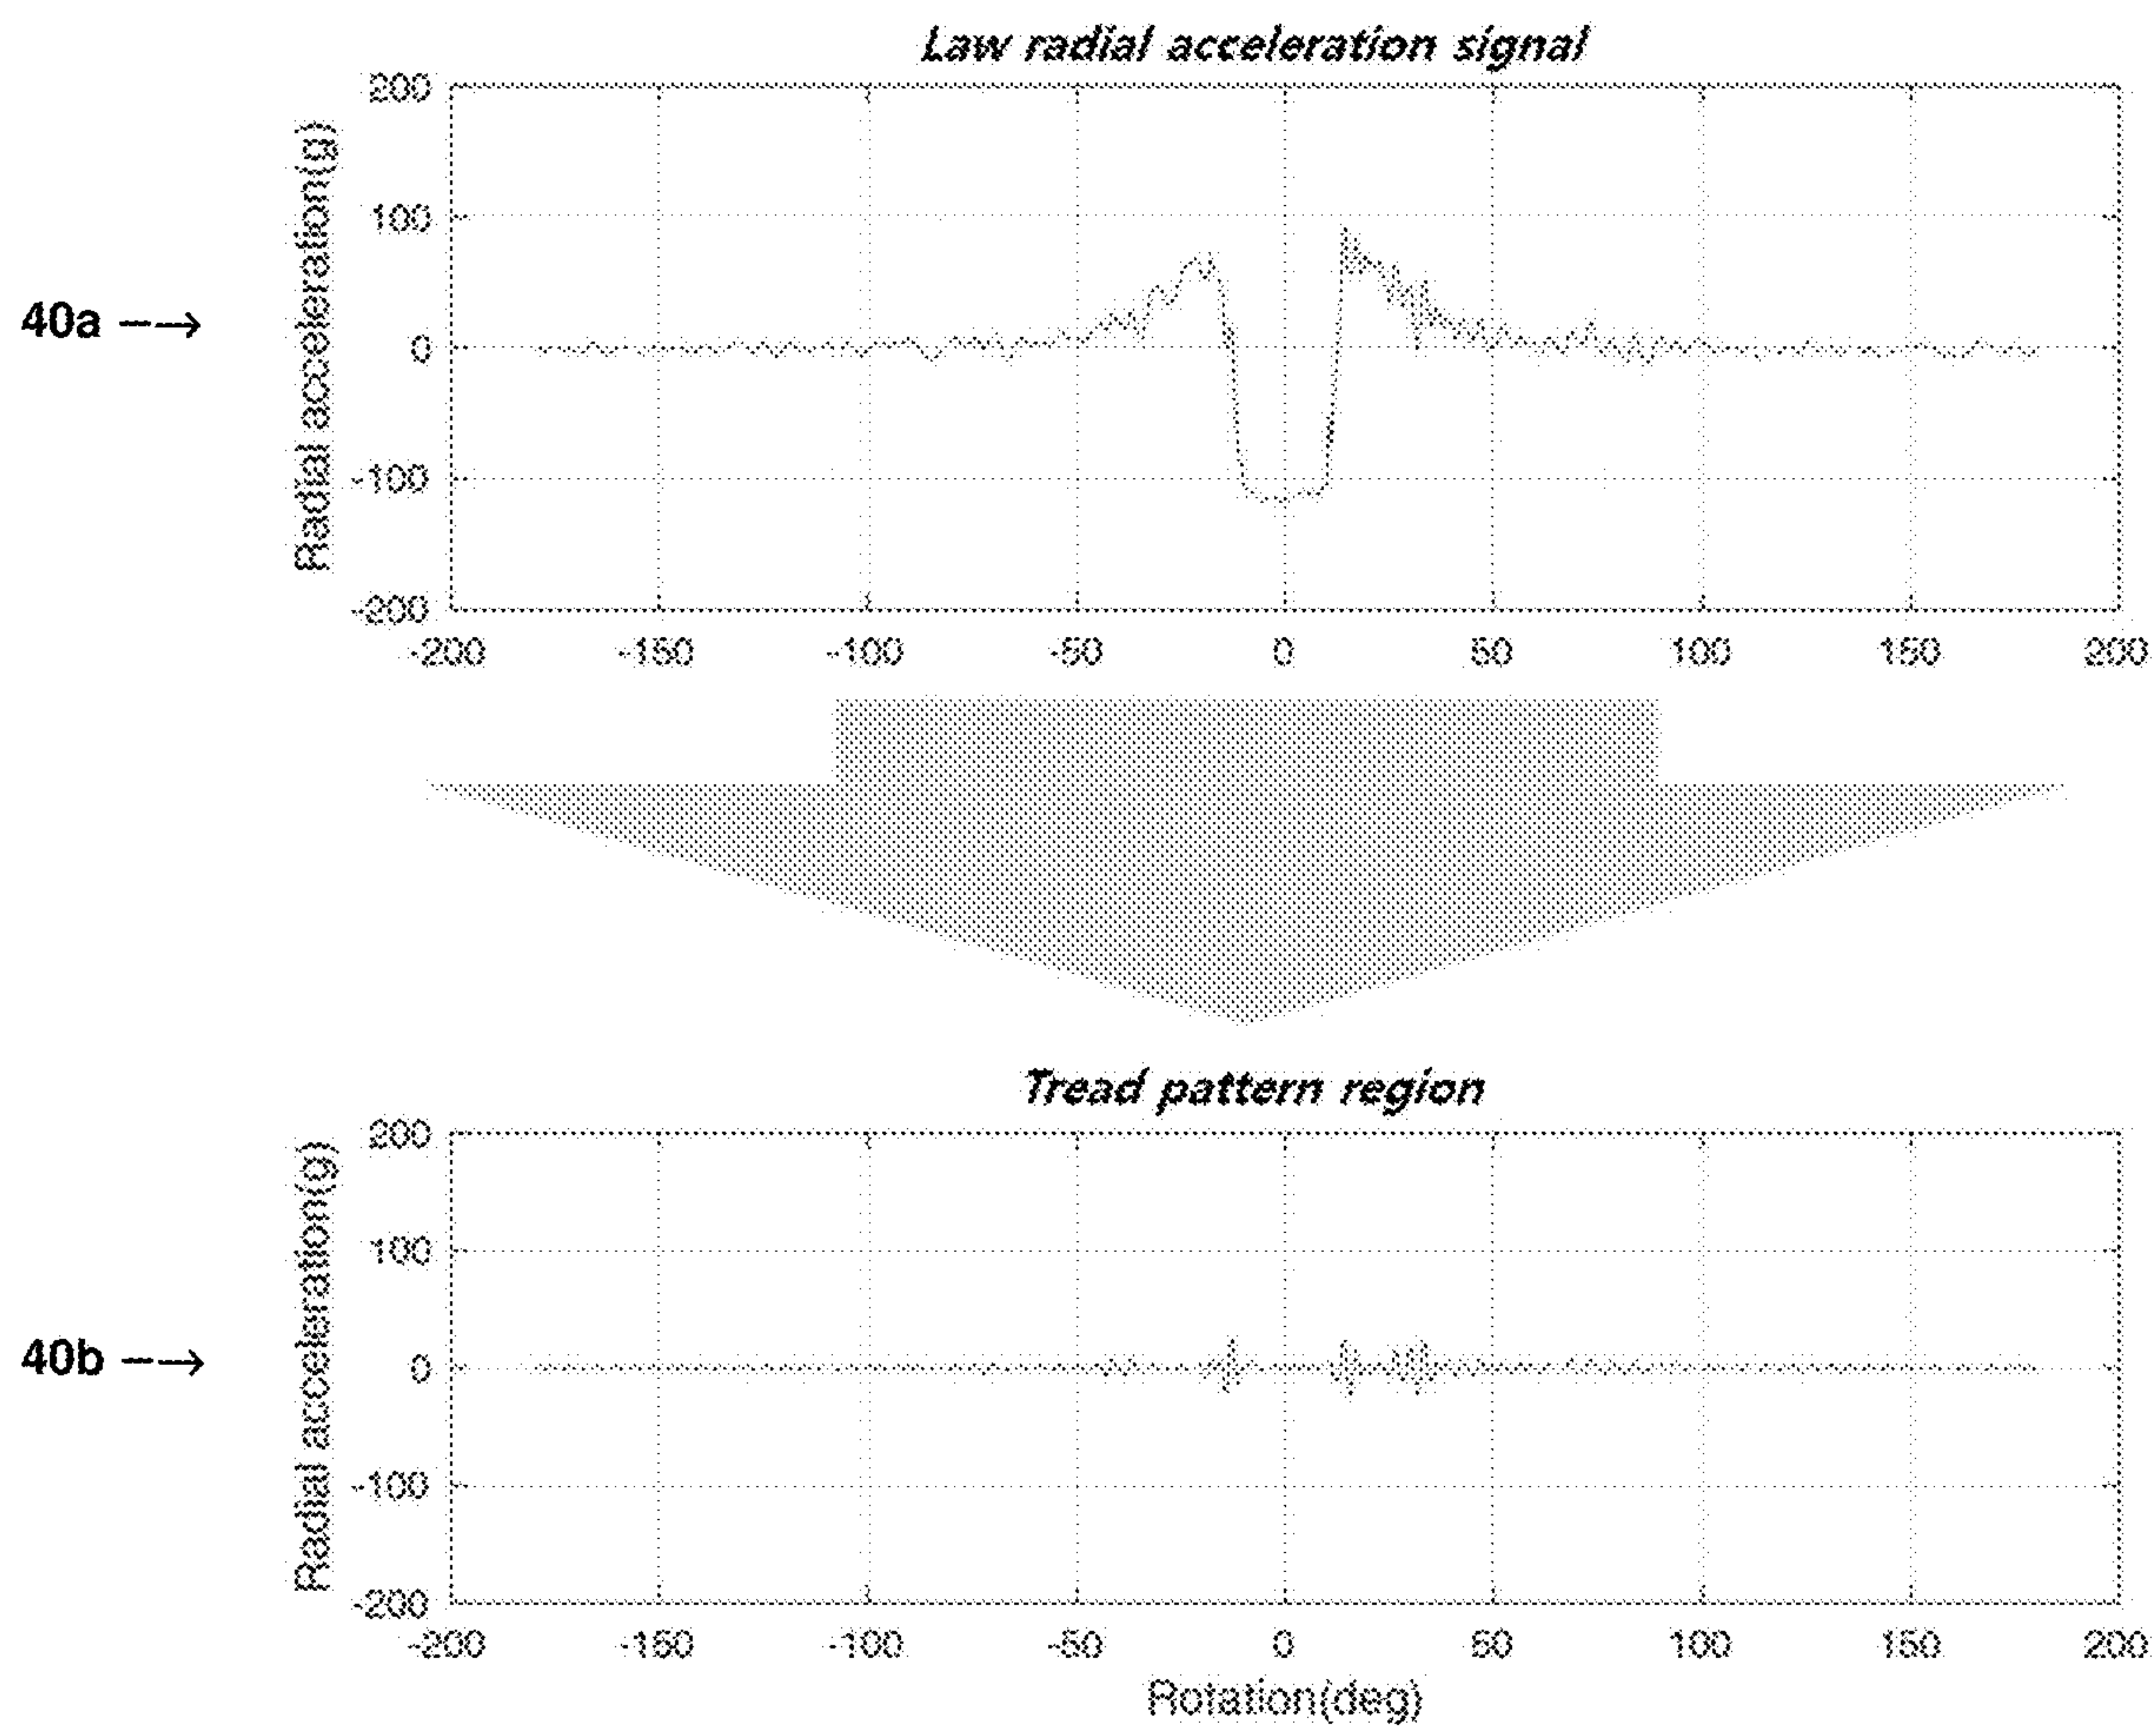 Law radial acceleration signal
Radial acceleration(g)
200
100
0
-100
-200
40a -→
-200 -150 -100 -50 0 50 100 150 200
Tread pattern region
Radial acceleration(g)
200
100
0
-100
-200
40b -→
-200 -150 -100 -50 0 50 100 150 200
Rotation(deg)